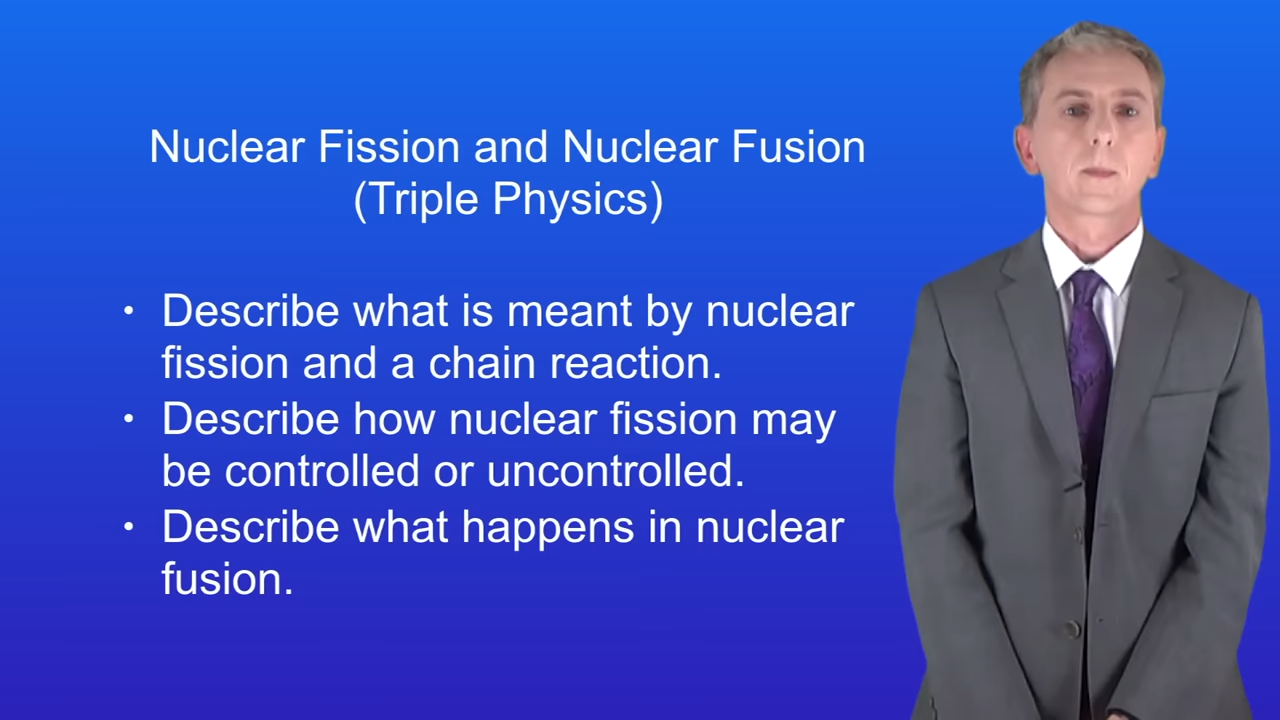 Nuclear Fission and Nuclear Fusion
(Triple Physics)
• Describe what is meant by nuclear
fission and a chain reaction.
• Describe how nuclear fission may
be controlled or uncontrolled.
• Describe what happens in nuclear
fusion.